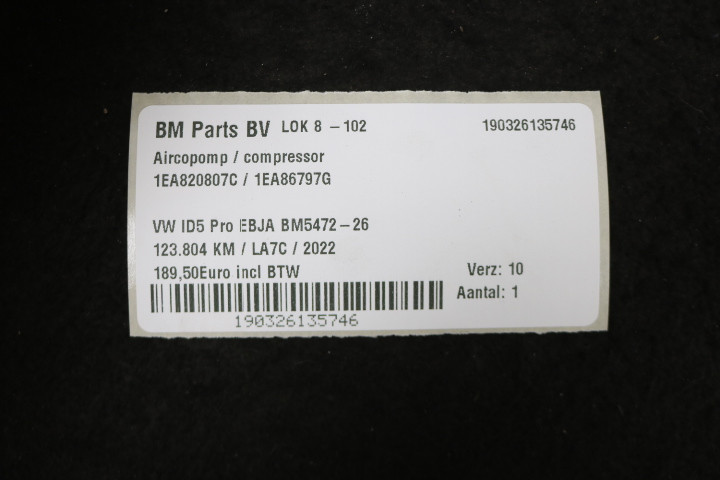 BM Parts BV LOK 8 - 102 190326135746
Aircopomp / compressor
1EA820807C / 1EA86797G
VW ID5 Pro EBJA BM5472-26
123.804 KM / LA7C / 2022
189,50Euro incl BTW Verz: 10
Aantal: 1
190326135746